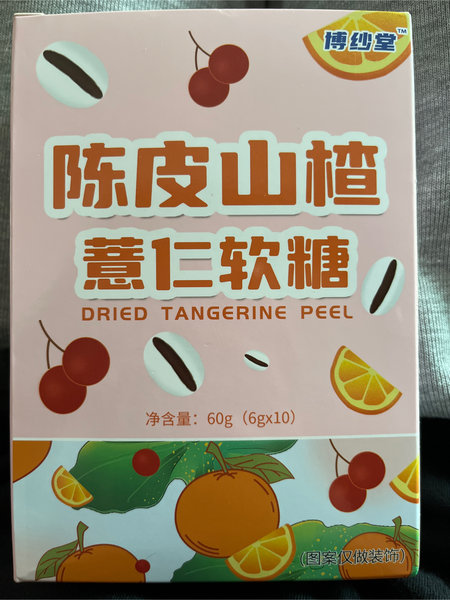 博纱堂™
陈皮山楂
薏仁软糖
DRIED TANGERINE PEEL
净含量：60g（6gx10）
(图案仅做装饰)